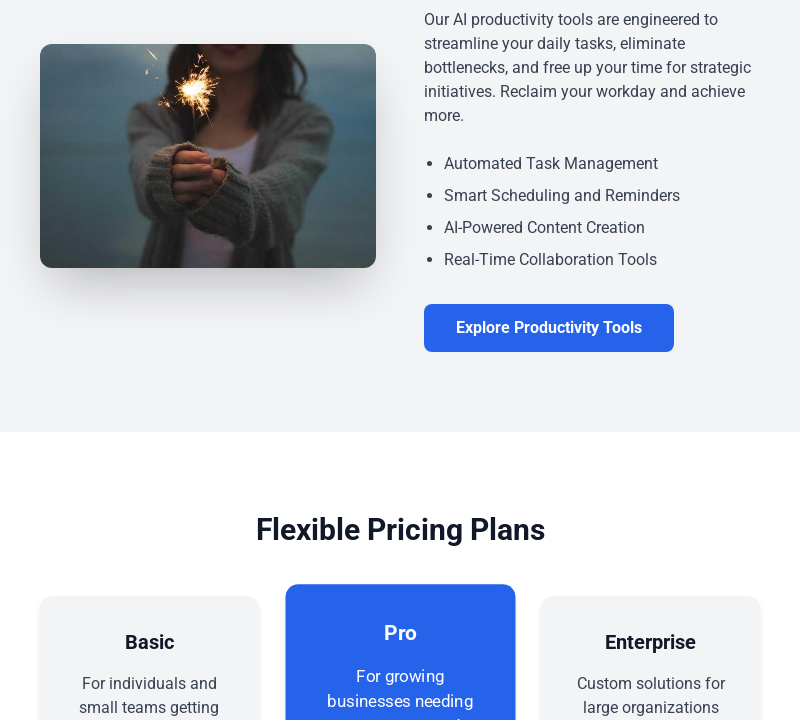 Our AI productivity tools are engineered to
streamline your daily tasks, eliminate
bottlenecks, and free up your time for strategic
initiatives. Reclaim your workday and achieve
more.
• Automated Task Management
• Smart Scheduling and Reminders
• AI-Powered Content Creation
• Real-Time Collaboration Tools
Explore Productivity Tools
Flexible Pricing Plans
Basic
For individuals and
small teams getting
Pro
For growing
businesses needing
Enterprise
Custom solutions for
large organizations